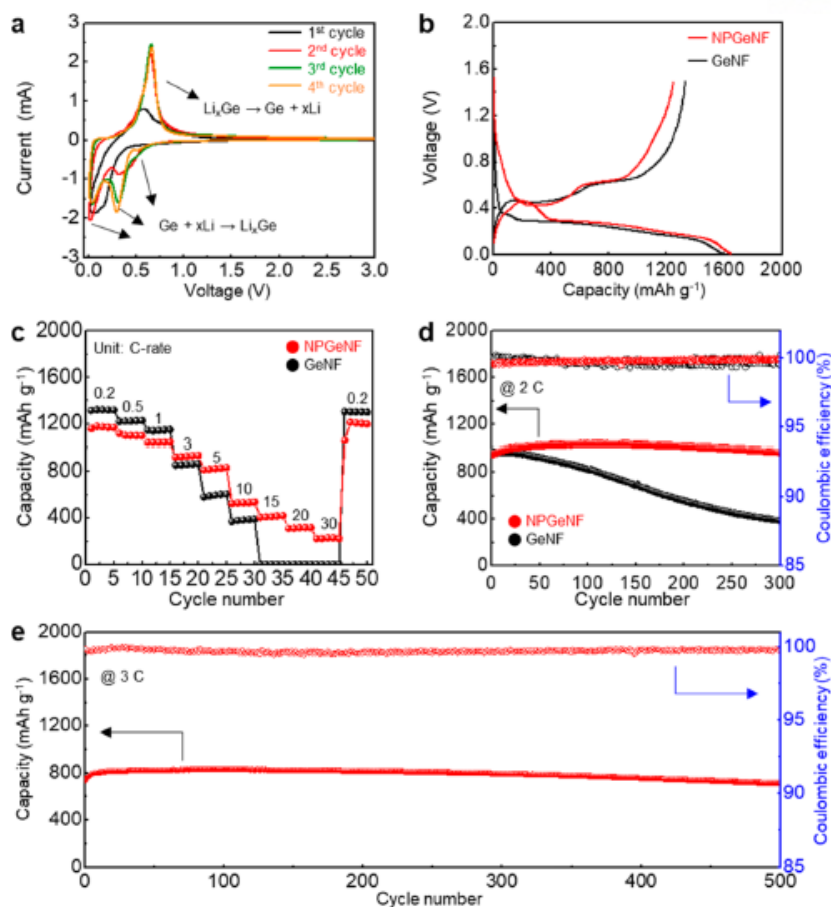 a
1st cycle
2nd cycle
3rd cycle
4th cycle
LixGe → Ge + xLi
Ge + xLi → LixGe
Current (mA)
3
2
1
0
-1
-2
-3
0.0 0.5 1.0 1.5 2.0 2.5 3.0
Voltage (V)
b
NPGeNF
GeNF
Voltage (V)
1.8
1.2
0.6
0.0
0 400 800 1200 1600 2000
Capacity (mAh g-1)
c
Unit: C-rate
NPGeNF
GeNF
0.2 0.5 1 3 5 10 15 20 30 0.2
Capacity (mAh g-1)
2000
1600
1200
800
400
0
0 5 10 15 20 25 30 35 40 45 50
Cycle number
d
@ 2 C
NPGeNF
GeNF
Capacity (mAh g-1)
2000
1600
1200
800
400
0
0 50 100 150 200 250 300
Cycle number
Coulombic efficiency (%)
100
95
90
85
e
@ 3 C
Capacity (mAh g-1)
2000
1600
1200
800
400
0
0 100 200 300 400 500
Cycle number
Coulombic efficiency (%)
100
95
90
85